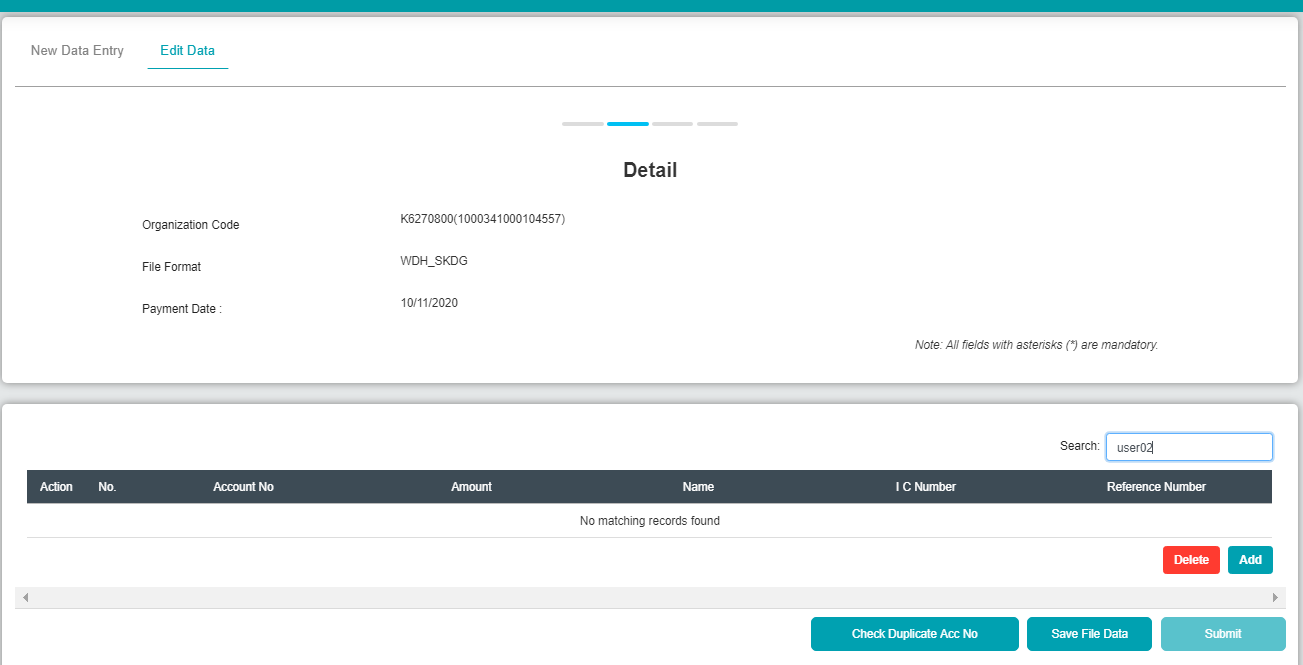 New Data Entry Edit Data
Detail
Organization Code K6270800(1000341000104557)
File Format WDH_SKDG
Payment Date : 10/11/2020
Note: All fields with asterisks (*) are mandatory.
Search: user02
Action No. Account No Amount Name I C Number Reference Number
No matching records found
Delete Add
Check Duplicate Acc No Save File Data Submit